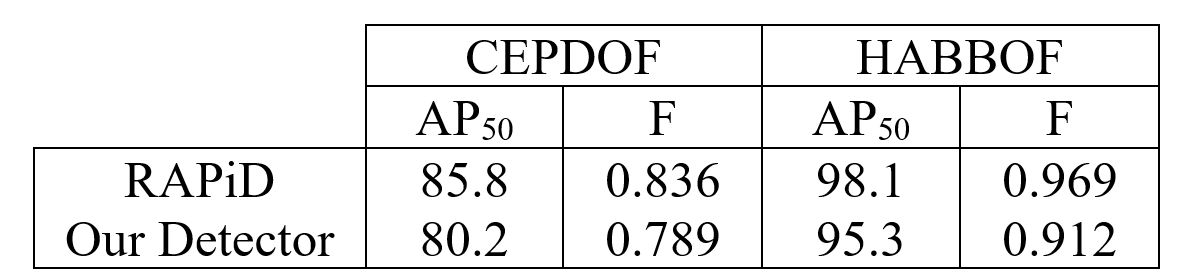 CEPDOF HABBOF
AP₅₀ F AP₅₀ F
RAPiD 85.8 0.836 98.1 0.969
Our Detector 80.2 0.789 95.3 0.912